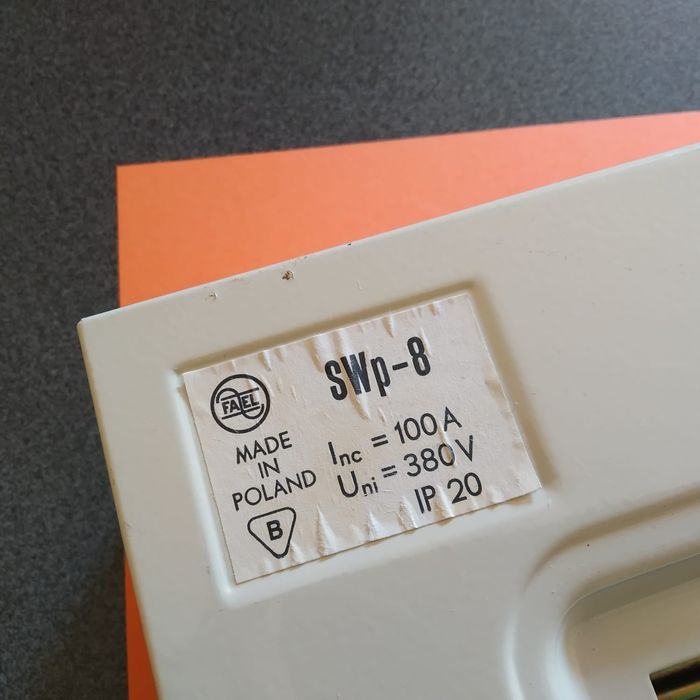 FAEL
MADE
IN
POLAND
B
SWp-8
Inc = 100 A
Uni = 380 V
IP 20